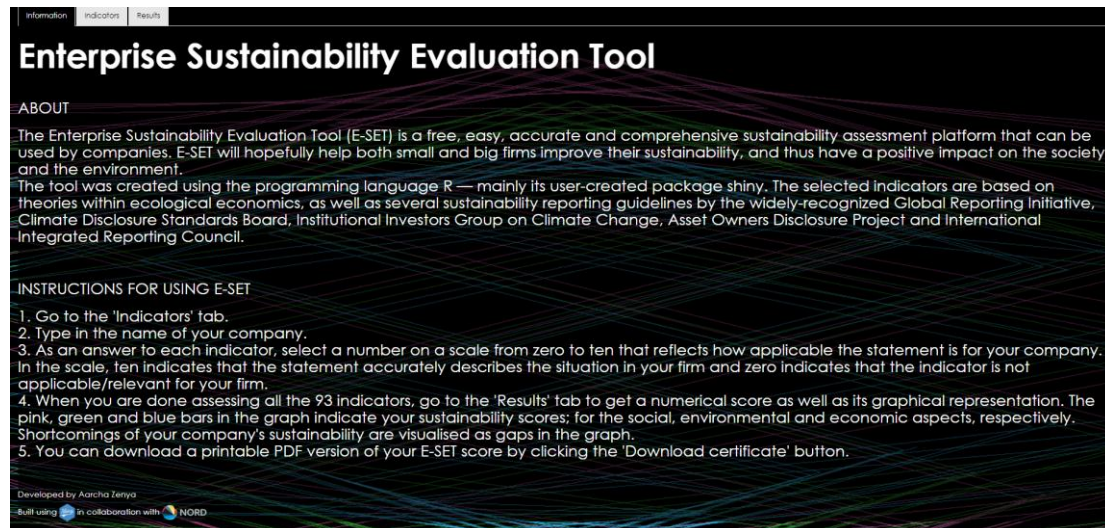 Information Indicators Results
Enterprise Sustainability Evaluation Tool
ABOUT
The Enterprise Sustainability Evaluation Tool (E-SET) is a free, easy, accurate and comprehensive sustainability assessment platform that can be
used by companies. E-SET will hopefully help both small and big firms improve their sustainability, and thus have a positive impact on the society
and the environment.
The tool was created using the programming language R — mainly its user-created package shiny. The selected indicators are based on
theories within ecological economics, as well as several sustainability reporting guidelines by the widely-recognized Global Reporting Initiative,
Climate Disclosure Standards Board, Institutional Investors Group on Climate Change, Asset Owners Disclosure Project and International
Integrated Reporting Council.
INSTRUCTIONS FOR USING E-SET
1. Go to the 'Indicators' tab.
2. Type in the name of your company.
3. As an answer to each indicator, select a number on a scale from zero to ten that reflects how applicable the statement is for your company.
In the scale, ten indicates that the statement accurately describes the situation in your firm and zero indicates that the indicator is not
applicable/relevant for your firm.
4. When you are done assessing all the 93 indicators, go to the 'Results' tab to get a numerical score as well as its graphical representation. The
pink, green and blue bars in the graph indicate your sustainability scores; for the social, environmental and economic aspects, respectively.
Shortcomings of your company's sustainability are visualised as gaps in the graph.
5. You can download a printable PDF version of your E-SET score by clicking the 'Download certificate' button.
Developed by Aarcha Zenya
Built using in collaboration with NORD